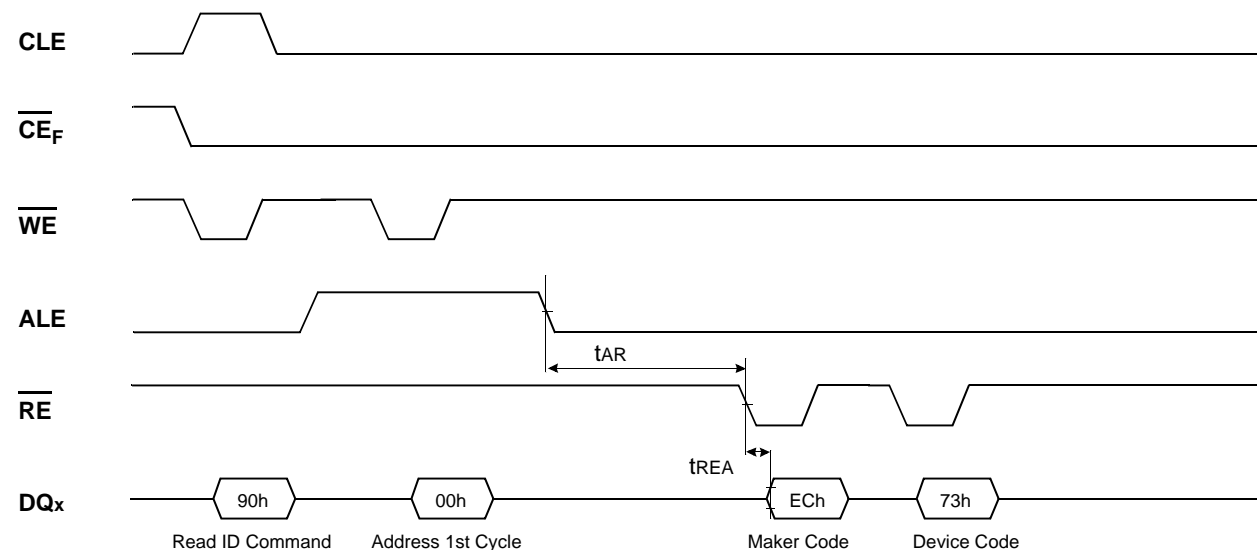 CLE
CEF
WE
ALE
tAR
RE
tREA
DQx
90h
00h
ECh
73h
Read ID Command
Address 1st Cycle
Maker Code
Device Code